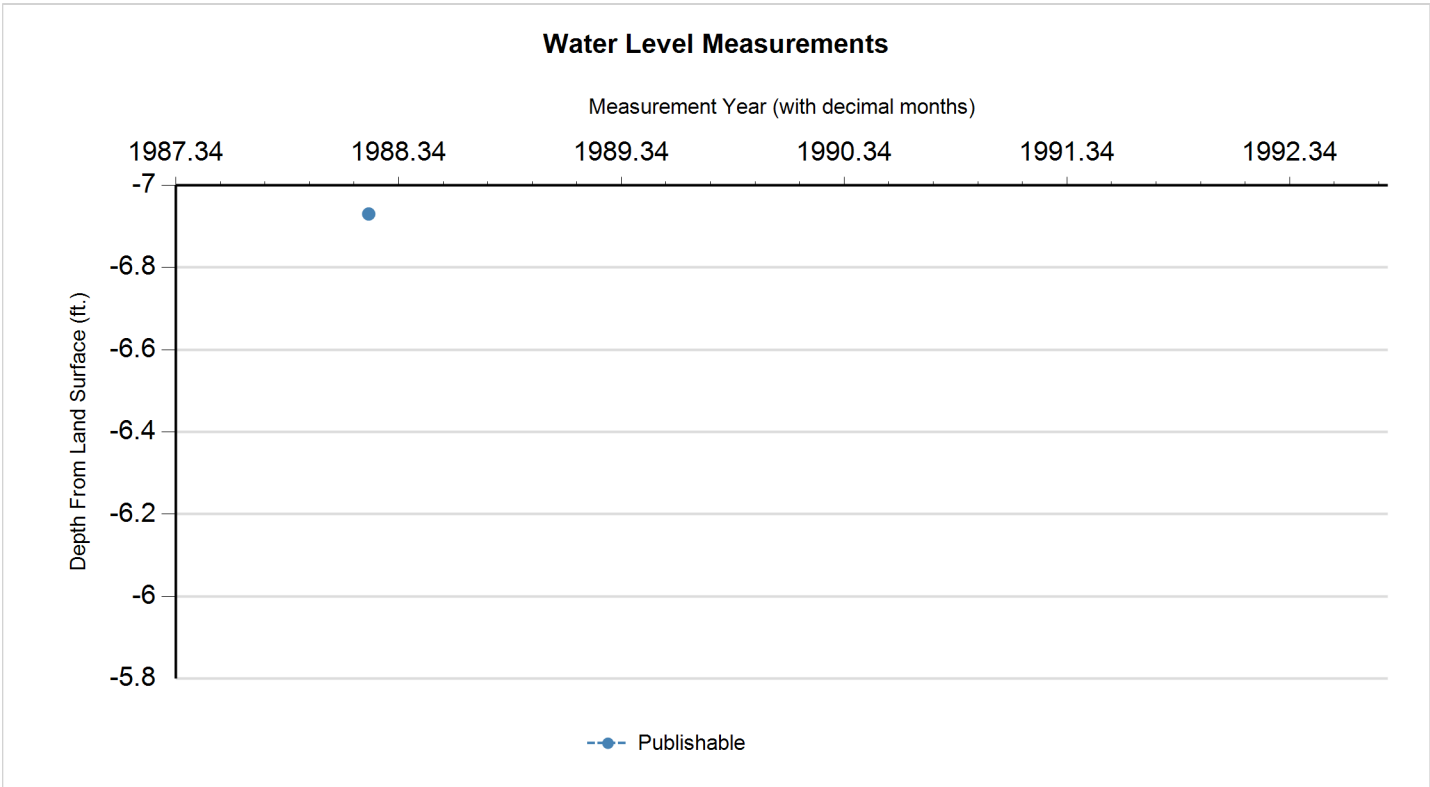 Water Level Measurements
Measurement Year (with decimal months)
1987.34 1988.34 1989.34 1990.34 1991.34 1992.34
-7
-6.8
-6.6
-6.4
-6.2
-6
-5.8
Depth From Land Surface (ft.)
Publishable